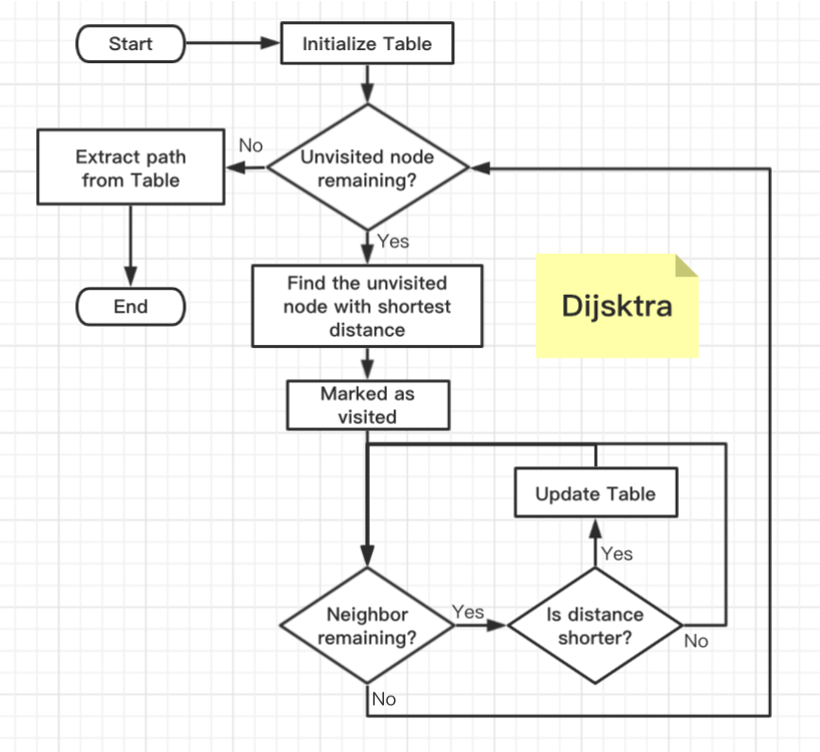 Start
Initialize Table
Unvisited node
remaining?
No
Extract path
from Table
End
Yes
Find the unvisited
node with shortest
distance
Dijsktra
Marked as
visited
Update Table
Yes
Neighbor
remaining?
Yes
Is distance
shorter?
No
No